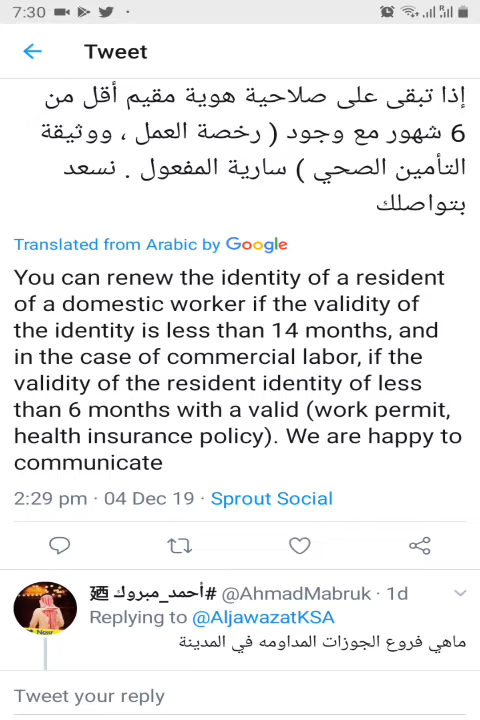 7:30
Tweet
إذا تبقى على صلاحية هوية مقيم أقل من
6 شهور مع وجود ( رخصة العمل ، ووثيقة
التأمين الصحي ) سارية المفعول . نسعد
بتواصلك
Translated from Arabic by Google
You can renew the identity of a resident
of a domestic worker if the validity of
the identity is less than 14 months, and
in the case of commercial labor, if the
validity of the resident identity of less
than 6 months with a valid (work permit,
health insurance policy). We are happy to
communicate
2:29 pm · 04 Dec 19 · Sprout Social
#أحمد_مبروك @AhmadMabruk · 1d
Replying to @AljawazatKSA
ماهي فروع الجوزات المداومه في المدينة
Tweet your reply